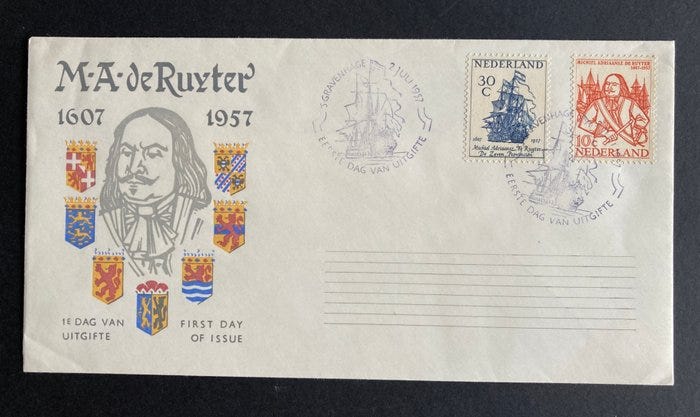 M·A·deRuyter
1607 1957
1E DAG VAN UITGIFTE
FIRST DAY OF ISSUE
'S GRAVENHAGE 2 JULI 1957
EERSTE DAG VAN UITGIFTE
NEDERLAND
30
C
1607 1957
Michiel Adriaansz. De Ruyter
De Zeven Provinciën
MICHIEL ADRIAANSZ. DE RUYTER
1607-1957
10 C
NEDERLAND
GRAVENHAGE
EERSTE DAG VAN UITGIFTE